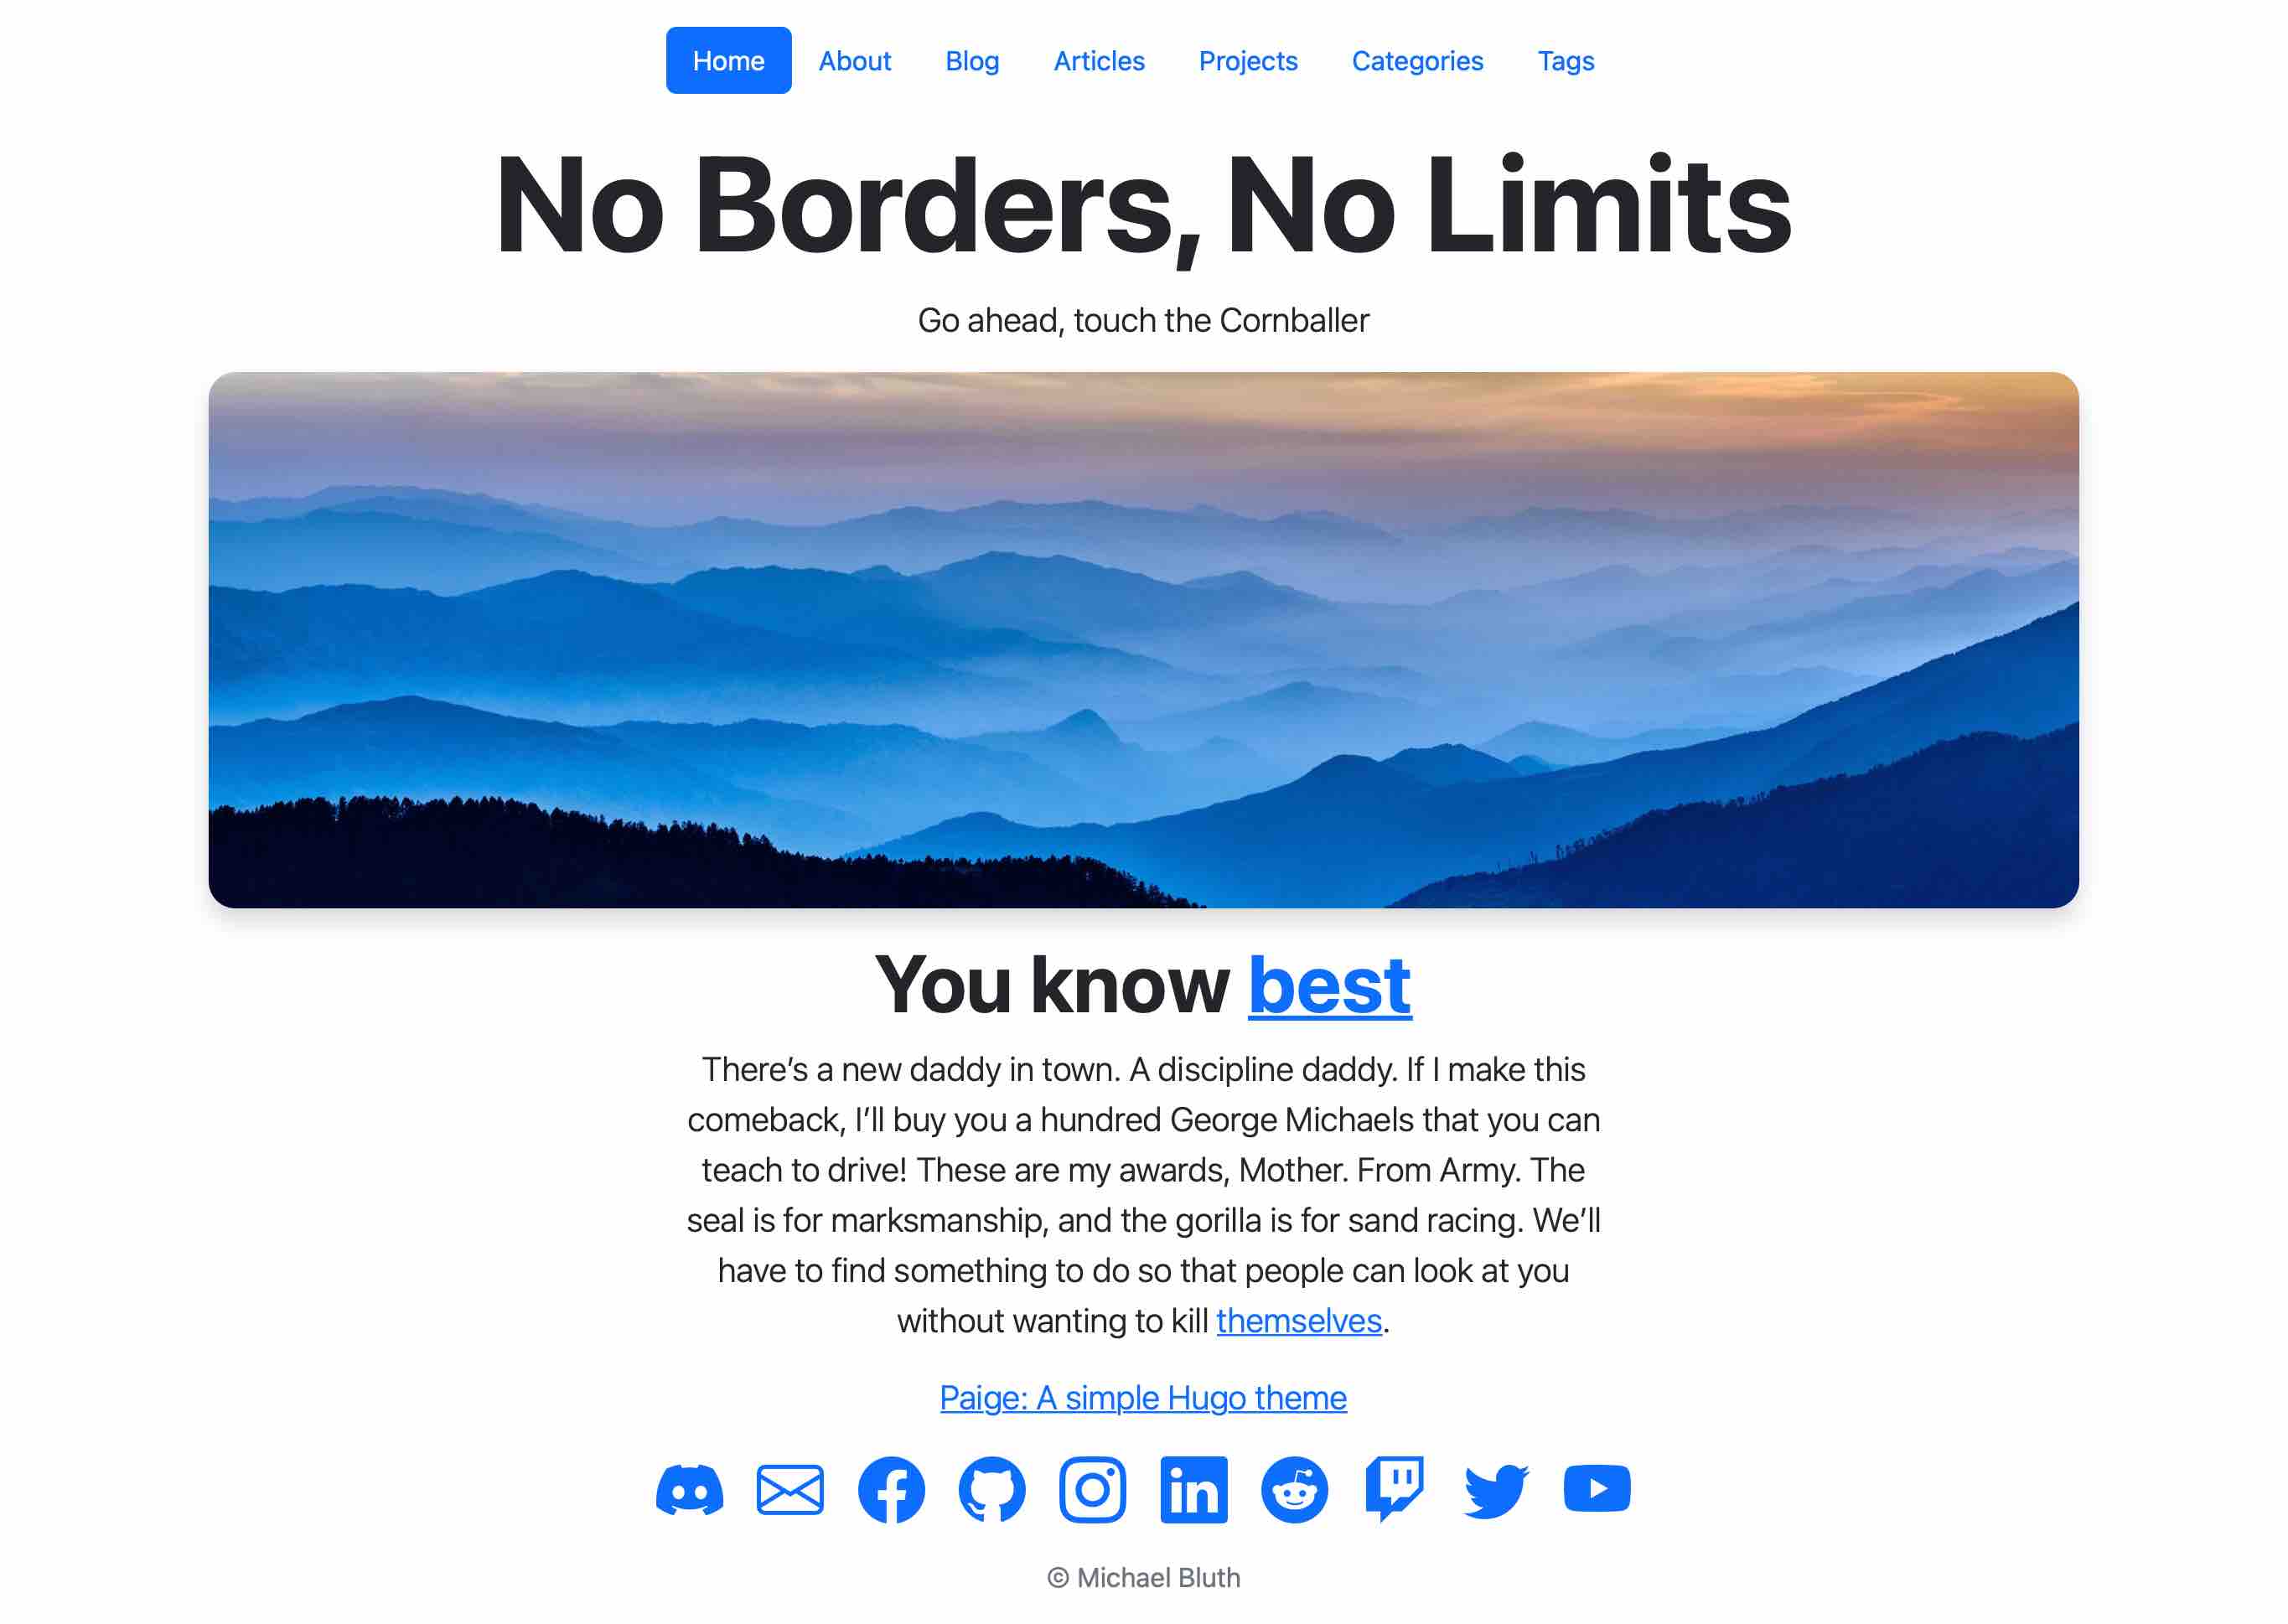 Home About Blog Articles Projects Categories Tags
No Borders, No Limits
Go ahead, touch the Cornballer
You know best
There’s a new daddy in town. A discipline daddy. If I make this
comeback, I’ll buy you a hundred George Michaels that you can
teach to drive! These are my awards, Mother. From Army. The
seal is for marksmanship, and the gorilla is for sand racing. We’ll
have to find something to do so that people can look at you
without wanting to kill themselves.
Paige: A simple Hugo theme
© Michael Bluth